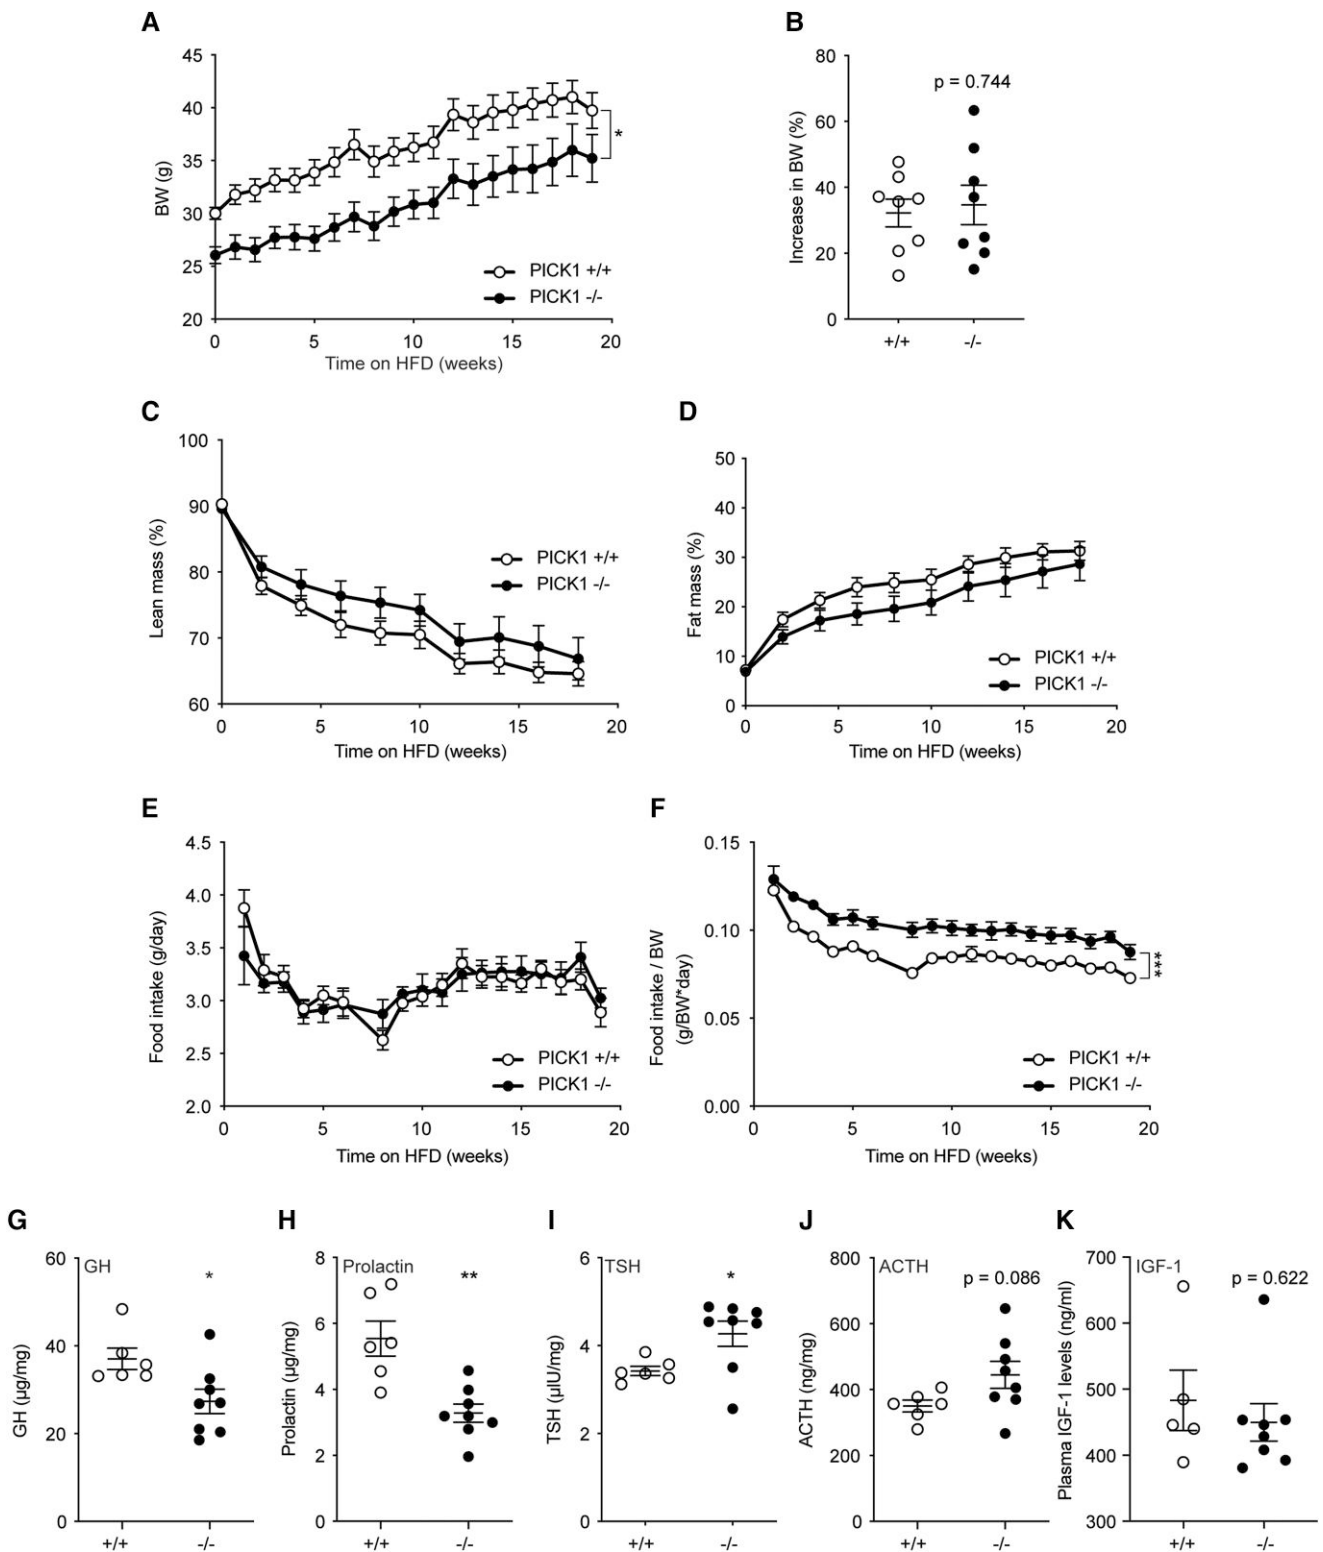 A
BW (g)
45
40
35
30
25
20
*
PICK1 +/+
PICK1 -/-
0 5 10 15 20
Time on HFD (weeks)
B
Increase in BW (%)
80
60
40
20
0
p = 0.744
+/+ -/-
C
Lean mass (%)
100
90
80
70
60
PICK1 +/+
PICK1 -/-
0 5 10 15 20
Time on HFD (weeks)
D
Fat mass (%)
50
40
30
20
10
0
PICK1 +/+
PICK1 -/-
0 5 10 15 20
Time on HFD (weeks)
E
Food intake (g/day)
4.5
4.0
3.5
3.0
2.5
2.0
PICK1 +/+
PICK1 -/-
0 5 10 15 20
Time on HFD (weeks)
F
Food intake / BW
(g/BW*day)
0.15
0.10
0.05
0.00
***
PICK1 +/+
PICK1 -/-
0 5 10 15 20
Time on HFD (weeks)
G
GH (µg/mg)
60
40
20
0
GH
*
+/+ -/-
H
Prolactin (µg/mg)
8
6
4
2
0
Prolactin
**
+/+ -/-
I
TSH (µIU/mg)
6
4
2
0
TSH
*
+/+ -/-
J
ACTH (ng/mg)
800
600
400
200
0
ACTH
p = 0.086
+/+ -/-
K
Plasma IGF-1 levels (ng/ml)
700
600
500
400
300
IGF-1
p = 0.622
+/+ -/-